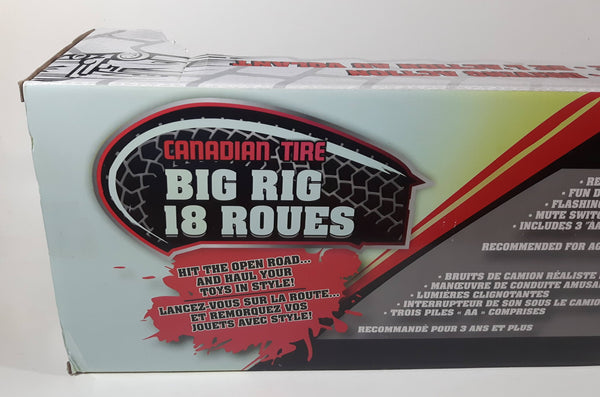 CANADIAN TIRE
BIG RIG
18 ROUES
HIT THE OPEN ROAD...
AND HAUL YOUR
TOYS IN STYLE!
LANCEZ-VOUS SUR LA ROUTE...
ET REMORQUEZ VOS
JOUETS AVEC STYLE!
• RE
• FUN D
• FLASHING
• MUTE SWITC
• INCLUDES 3 "AA
RECOMMENDED FOR AG
• BRUITS DE CAMION RÉALISTE
• MANŒUVRE DE CONDUITE AMUSA
• LUMIÈRES CLIGNOTANTES
• INTERRUPTEUR DE SON SOUS LE CAMIO
• TROIS PILES « AA » COMPRISES
RECOMMANDÉ POUR 3 ANS ET PLUS